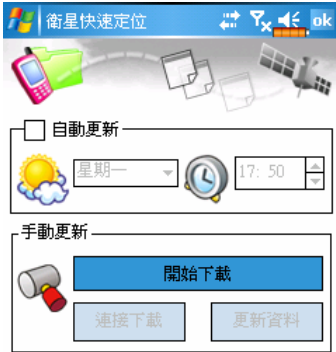 衛星快速定位 ok
自動更新
星期一 17: 50
手動更新
開始下載
連接下載 更新資料